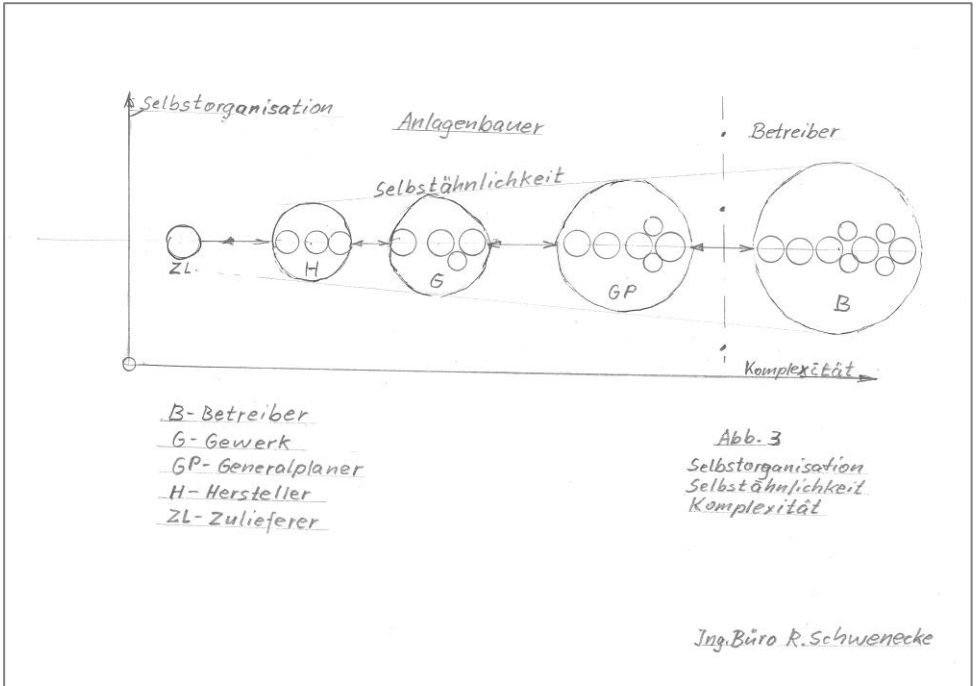 Selbstorganisation
Anlagenbauer
Betreiber
Selbstähnlichkeit
ZL.
H
G
GP
B
Komplexität
B-Betreiber
G-Gewerk
GP-Generalplaner
H-Hersteller
ZL-Zulieferer
Abb. 3
Selbstorganisation
Selbstähnlichkeit
Komplexität
Ing.Büro R.Schwenecke